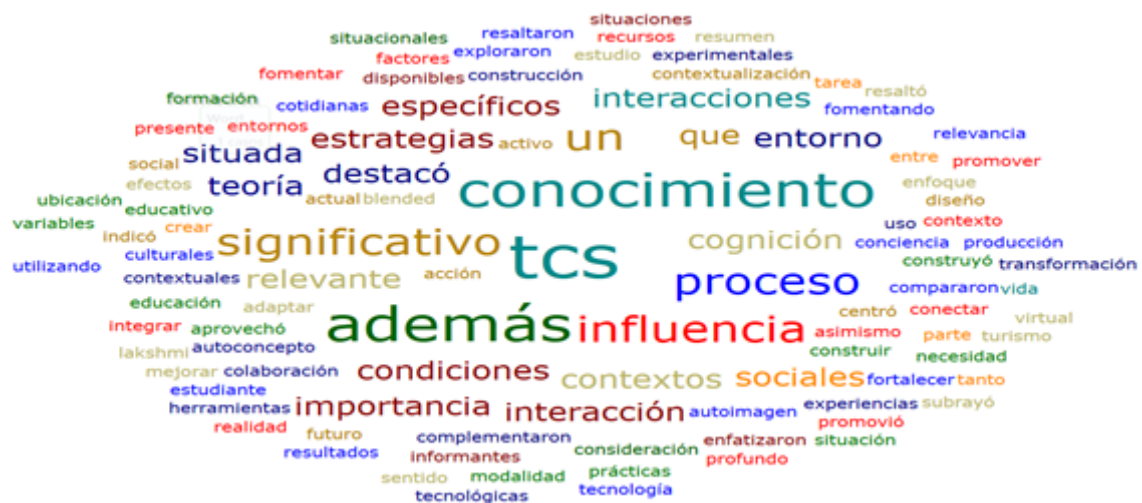 situaciones
situacionales resaltaron recursos resumen
factores exploraron estudio experimentales
fomentar disponibles construcción contextualización tarea
formación cotidianas específicos interacciones resaltó
fomentando
presente entornos estrategias activo un que entorno relevancia
social situada destacó entre promover
efectos teoría conocimiento enfoque
ubicación educativo actual blended diseño
variables crear uso contexto
indicó significativo tcs cognición conciencia producción
utilizando culturales construyó transformación
contextuales relevante acción proceso compararon vida
educación adaptar centró conectar virtual
integrar aprovechó además influencia asimismo parte turismo
lakshmi autoconcepto construir necesidad
mejorar colaboración condiciones contextos sociales fortalecer tanto
estudiante
herramientas importancia interacción autoimagen experiencias subrayó
realidad promovió
futuro complementaron enfatizaron situación
resultados informantes consideración profundo
sentido modalidad prácticas
tecnológicas tecnología